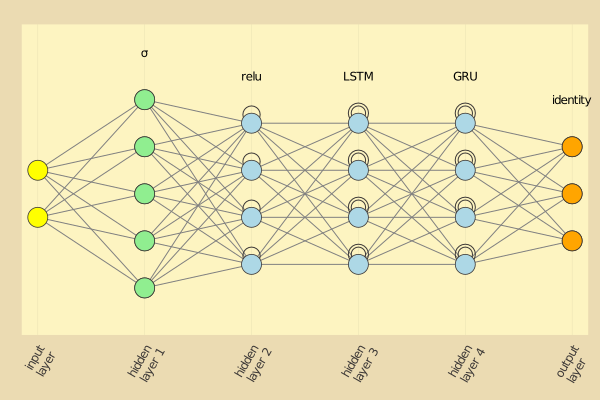 σ
relu
LSTM
GRU
identity
input
layer
hidden
layer 1
hidden
layer 2
hidden
layer 3
hidden
layer 4
output
layer